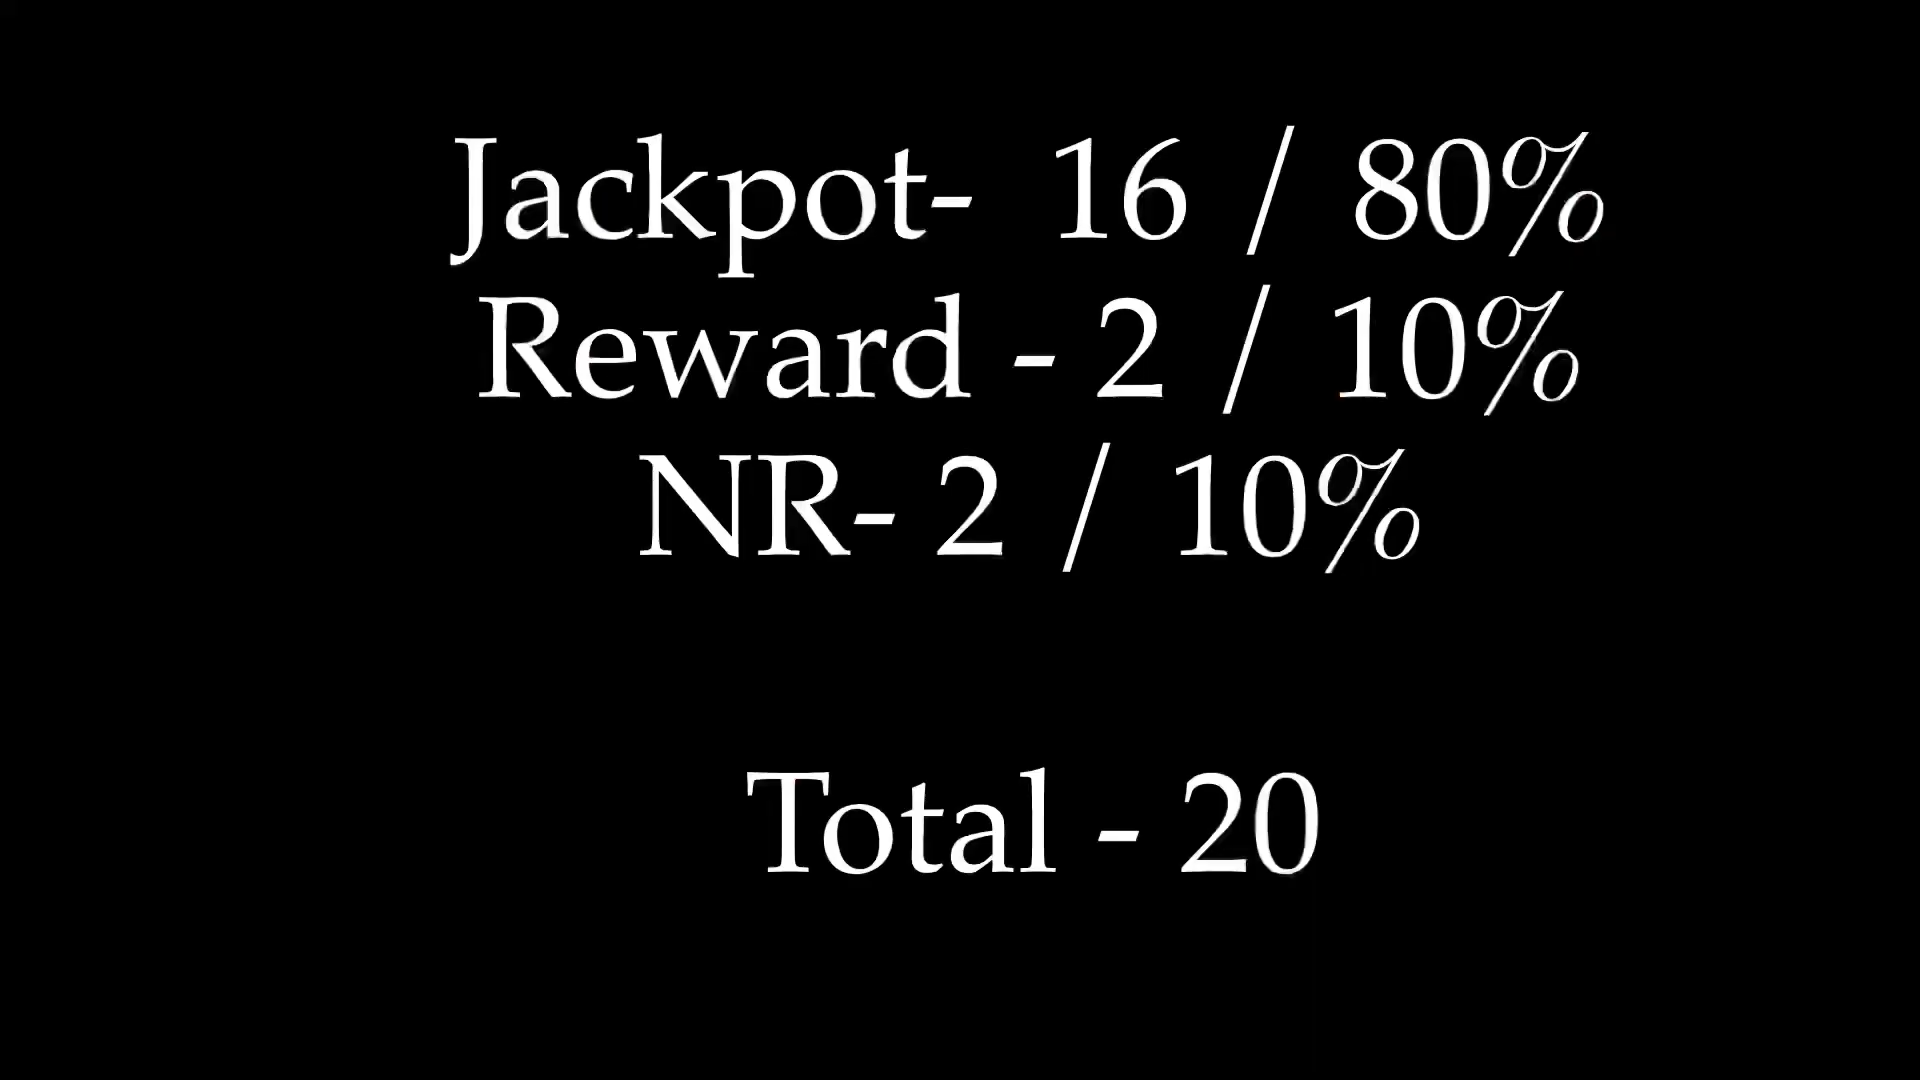 Jackpot-  16 / 80%
Reward - 2 / 10%
NR- 2 / 10%
Total - 20